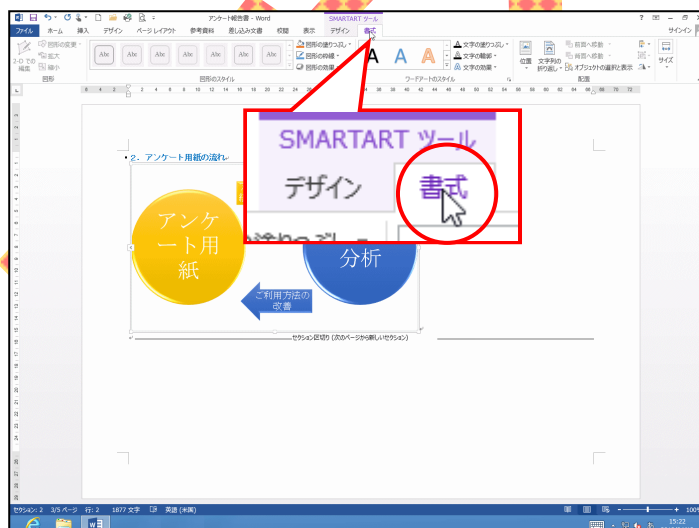 アンケート報告書 - Word
SMARTART ツール
サインイン
ファイル ホーム 挿入 デザイン ページ レイアウト 参考資料 差し込み文書 校閲 表示 デザイン 書式
図形の変更
拡大
縮小
3-D での
編集
図形
Abc Abc Abc Abc Abc
図形の塗りつぶし
図形の枠線
図形の効果
図形のスタイル
A A A
文字の塗りつぶし
文字の輪郭
文字の効果
ワードアートのスタイル
位置
文字列の
折り返し
前面へ移動
背面へ移動
オブジェクトの選択と表示
配置
サイズ
SMARTART ツール
デザイン 書式
2. アンケート用紙の流れ
アンケ
ート用
紙
分析
ご利用方法の
改善
セクション区切り (次のページから新しいセクション)
セクション: 2 3/5 ページ 行: 2 1877 文字 英語 (米国)
100
15:22